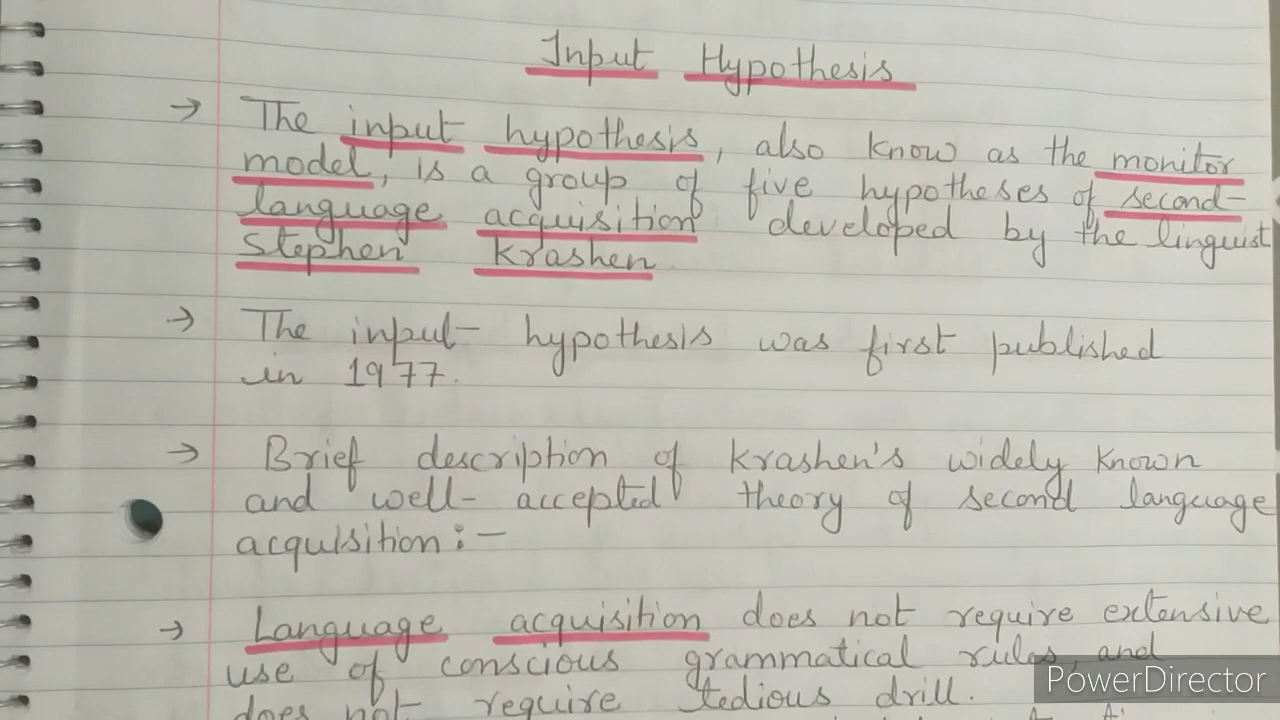 Input Hypothesis
→ The input hypothesis, also know as the monitor
model, is a group of five hypotheses of second-
language acquisition developed by the linguist
Stephen Krashen.
→ The input- hypothesis was first published
in 1977.
→ Brief description of Krashen's widely known
and well- accepted theory of second language
acquisition :-
→ Language acquisition does not require extensive
use of conscious grammatical rules, and
does not require tedious drill.
PowerDirector